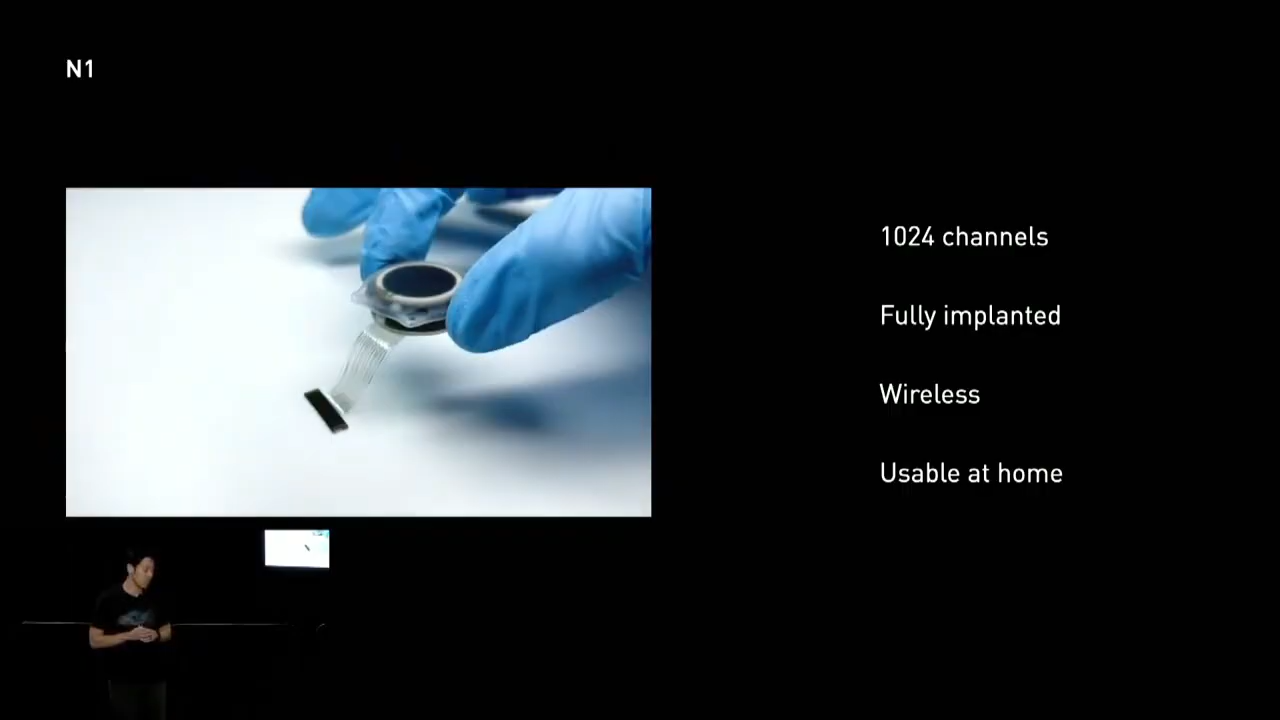 N1
1024 channels
Fully implanted
Wireless
Usable at home